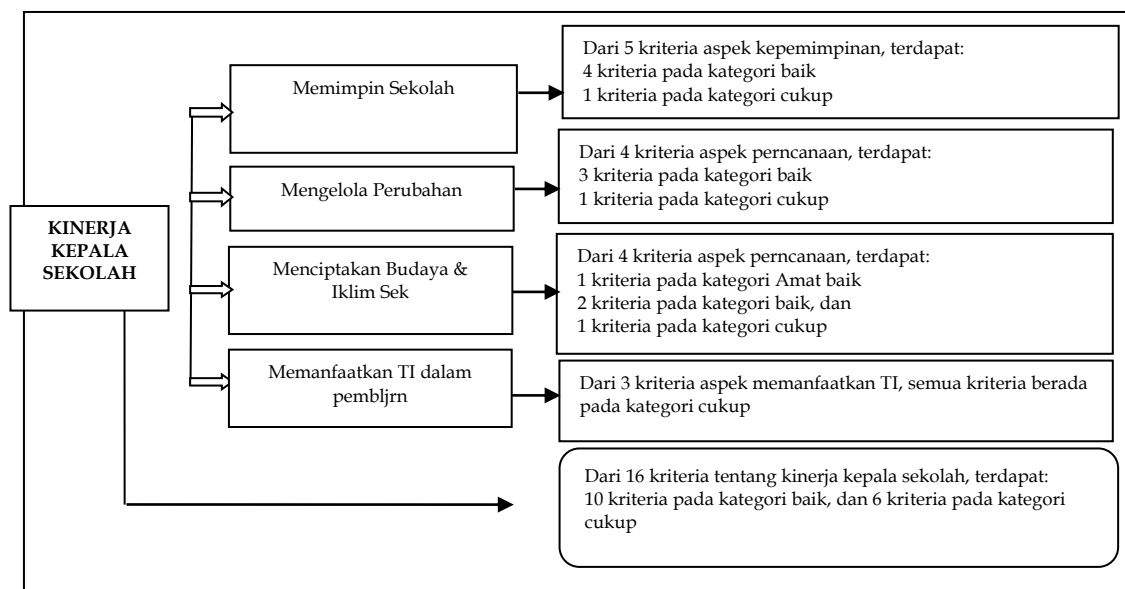 KINERJA
KEPALA
SEKOLAH
Memimpin Sekolah
Dari 5 kriteria aspek kepemimpinan, terdapat:
4 kriteria pada kategori baik
1 kriteria pada kategori cukup
Mengelola Perubahan
Dari 4 kriteria aspek perncanaan, terdapat:
3 kriteria pada kategori baik
1 kriteria pada kategori cukup
Menciptakan Budaya &
Iklim Sek
Dari 4 kriteria aspek perncanaan, terdapat:
1 kriteria pada kategori Amat baik
2 kriteria pada kategori baik, dan
1 kriteria pada kategori cukup
Memanfaatkan TI dalam
pembljrn
Dari 3 kriteria aspek memanfaatkan TI, semua kriteria berada
pada kategori cukup
Dari 16 kriteria tentang kinerja kepala sekolah, terdapat:
10 kriteria pada kategori baik, dan 6 kriteria pada kategori
cukup